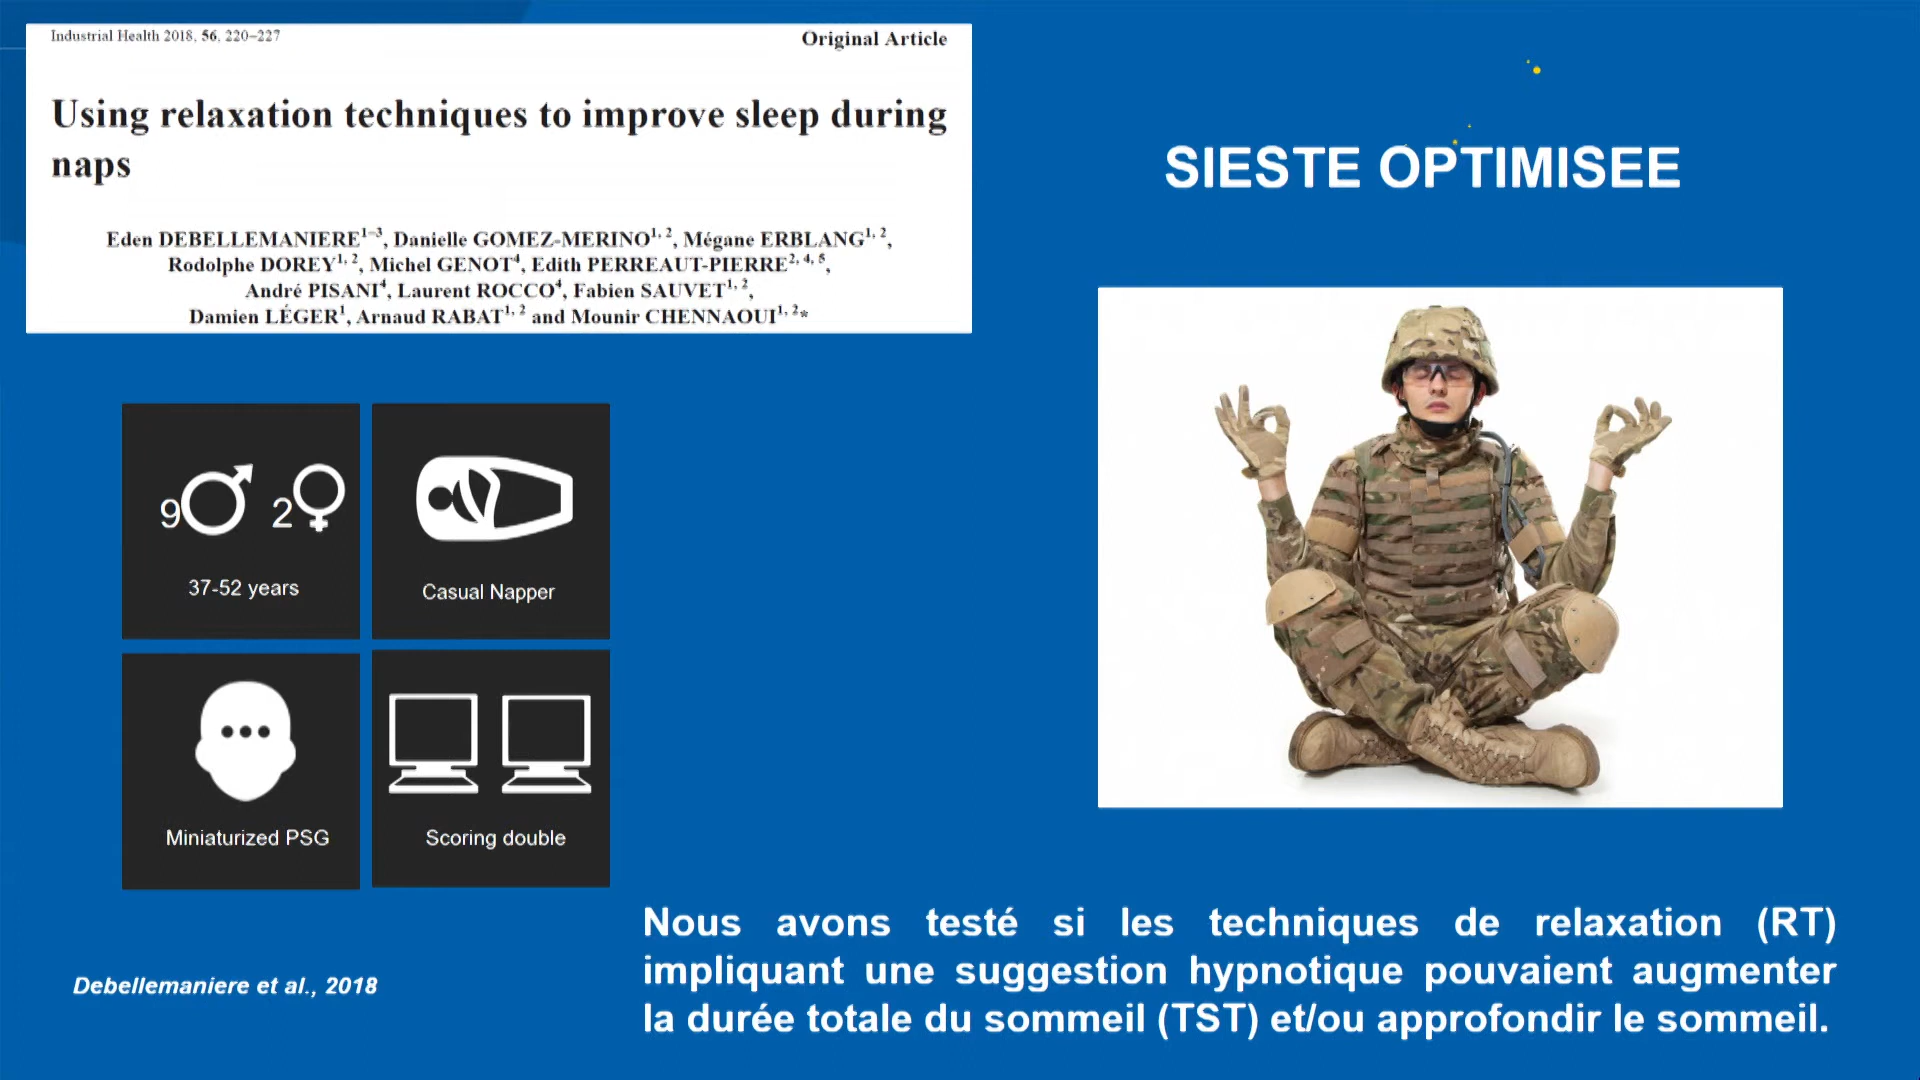 Industrial Health 2018, 56, 220–227
Original Article
Using relaxation techniques to improve sleep during
naps
Eden DEBELLEMANIERE1–3, Danielle GOMEZ-MERINO1, 2, Mégane ERBLANG1, 2,
Rodolphe DOREY1, 2, Michel GENOT4, Edith PERREAUT-PIERRE2, 4, 5,
André PISANI4, Laurent ROCCO4, Fabien SAUVET1, 2,
Damien LÉGER1, Arnaud RABAT1, 2 and Mounir CHENNAOUI1, 2*
SIESTE OPTIMISEE
9 2
37-52 years
Casual Napper
Miniaturized PSG
Scoring double
Debellemaniere et al., 2018
Nous avons testé si les techniques de relaxation (RT)
impliquant une suggestion hypnotique pouvaient augmenter
la durée totale du sommeil (TST) et/ou approfondir le sommeil.